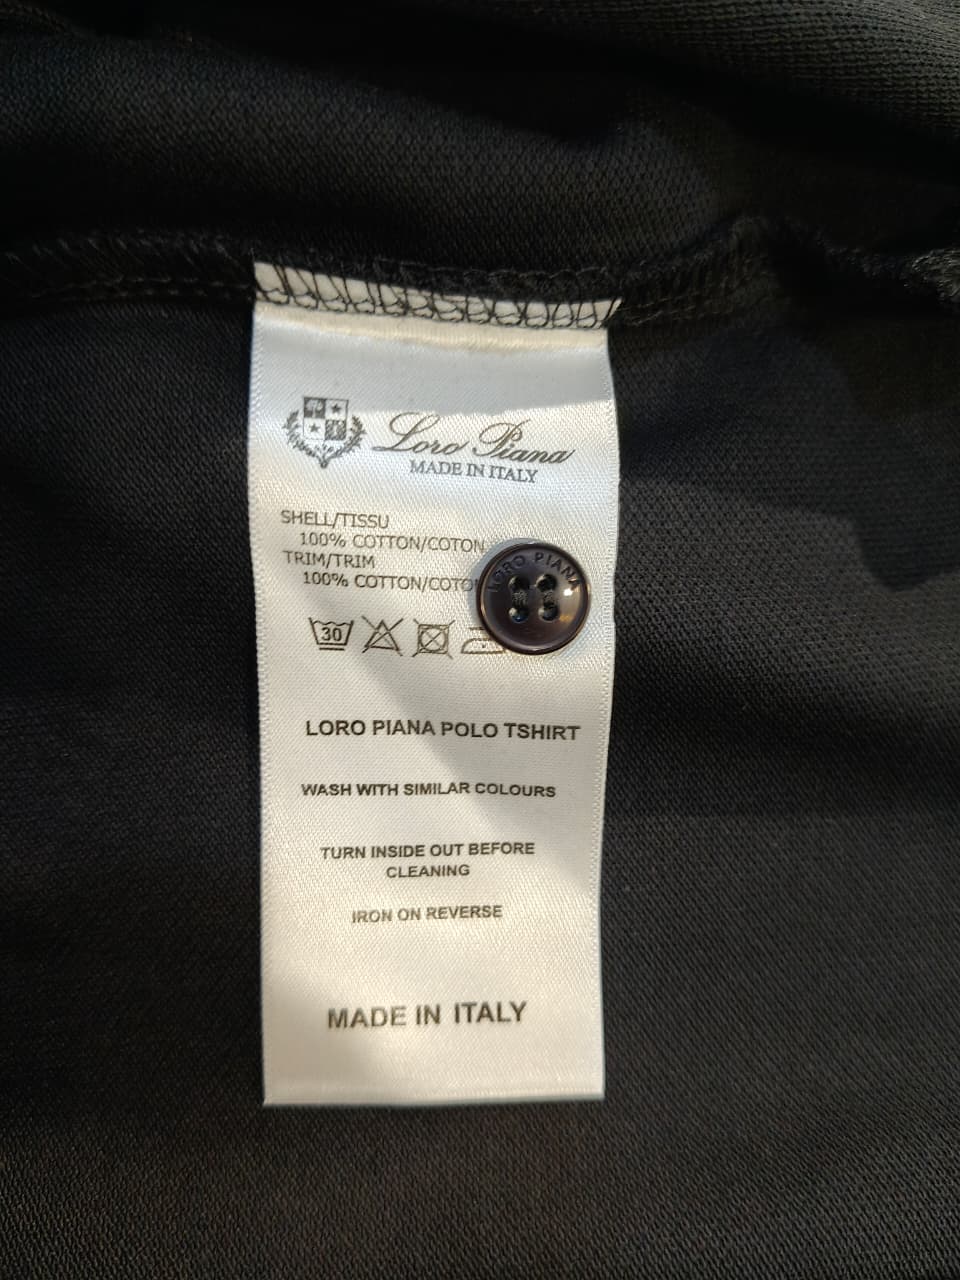 Loro Piana
MADE IN ITALY
SHELL/TISSU
100% COTTON/COTON
TRIM/TRIM
100% COTTON/COTO
LORO PIANA
30
LORO PIANA POLO TSHIRT
WASH WITH SIMILAR COLOURS
TURN INSIDE OUT BEFORE
CLEANING
IRON ON REVERSE
MADE IN ITALY